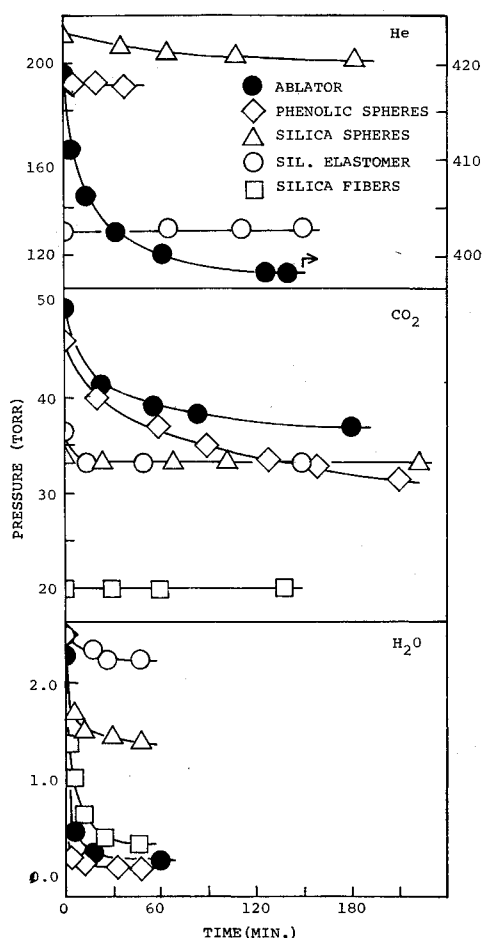 He
200
160
120
420
410
400
ABLATOR
PHENOLIC SPHERES
SILICA SPHERES
SIL. ELASTOMER
SILICA FIBERS
CO2
50
40
30
20
PRESSURE (TORR)
H2O
2.0
1.0
0.0
0
60
120
180
TIME(MIN.)